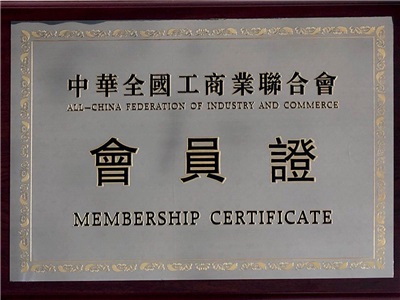 中華全國工商業聯合會
ALL-CHINA FEDERATION OF INDUSTRY AND COMMERCE
會員證
MEMBERSHIP CERTIFICATE